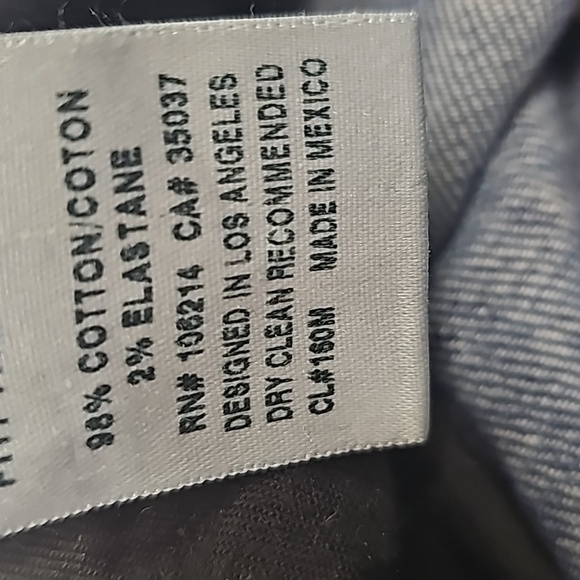 98% COTTON/COTON
2% ELASTANE
RN# 106214 CA# 35037
DESIGNED IN LOS ANGELES
DRY CLEAN RECOMMENDED
CL#160M MADE IN MEXICO